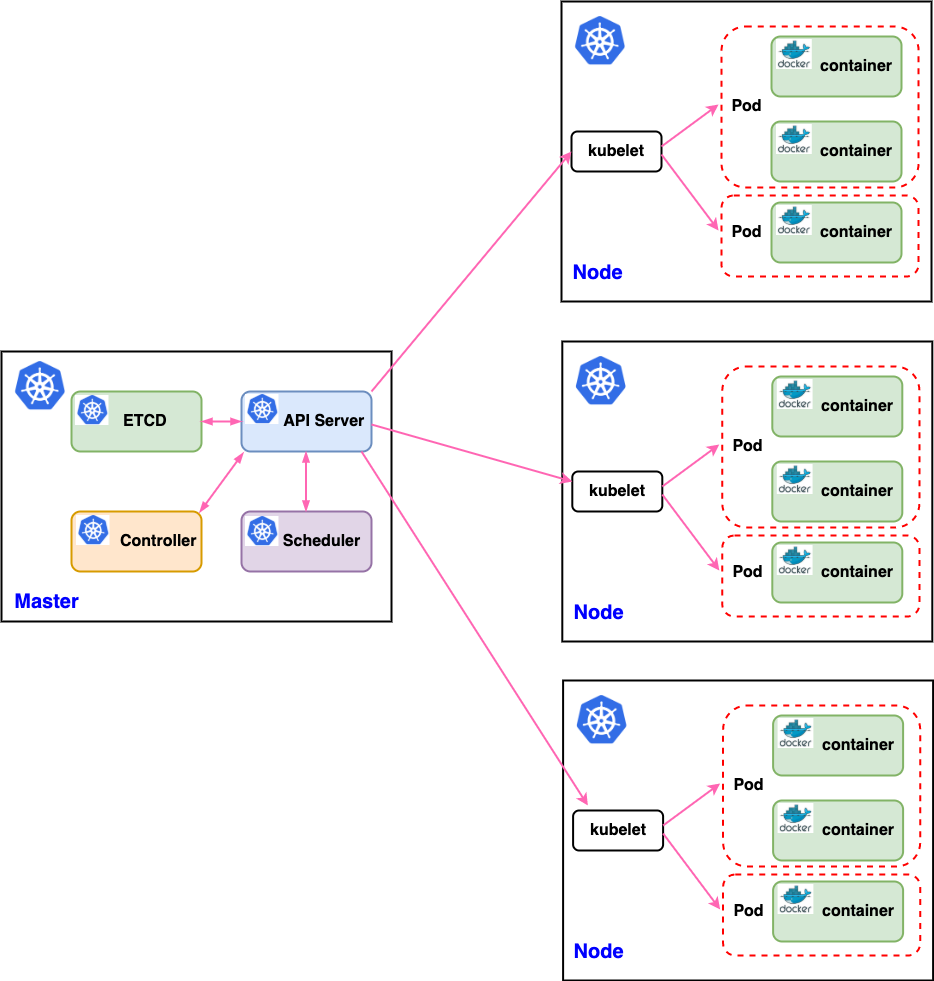 docker
container
Pod
docker
container
kubelet
docker
Pod
container
Node
ETCD
API Server
Controller
Scheduler
Master
docker
container
Pod
docker
container
kubelet
docker
Pod
container
Node
docker
container
Pod
docker
container
kubelet
docker
Pod
container
Node